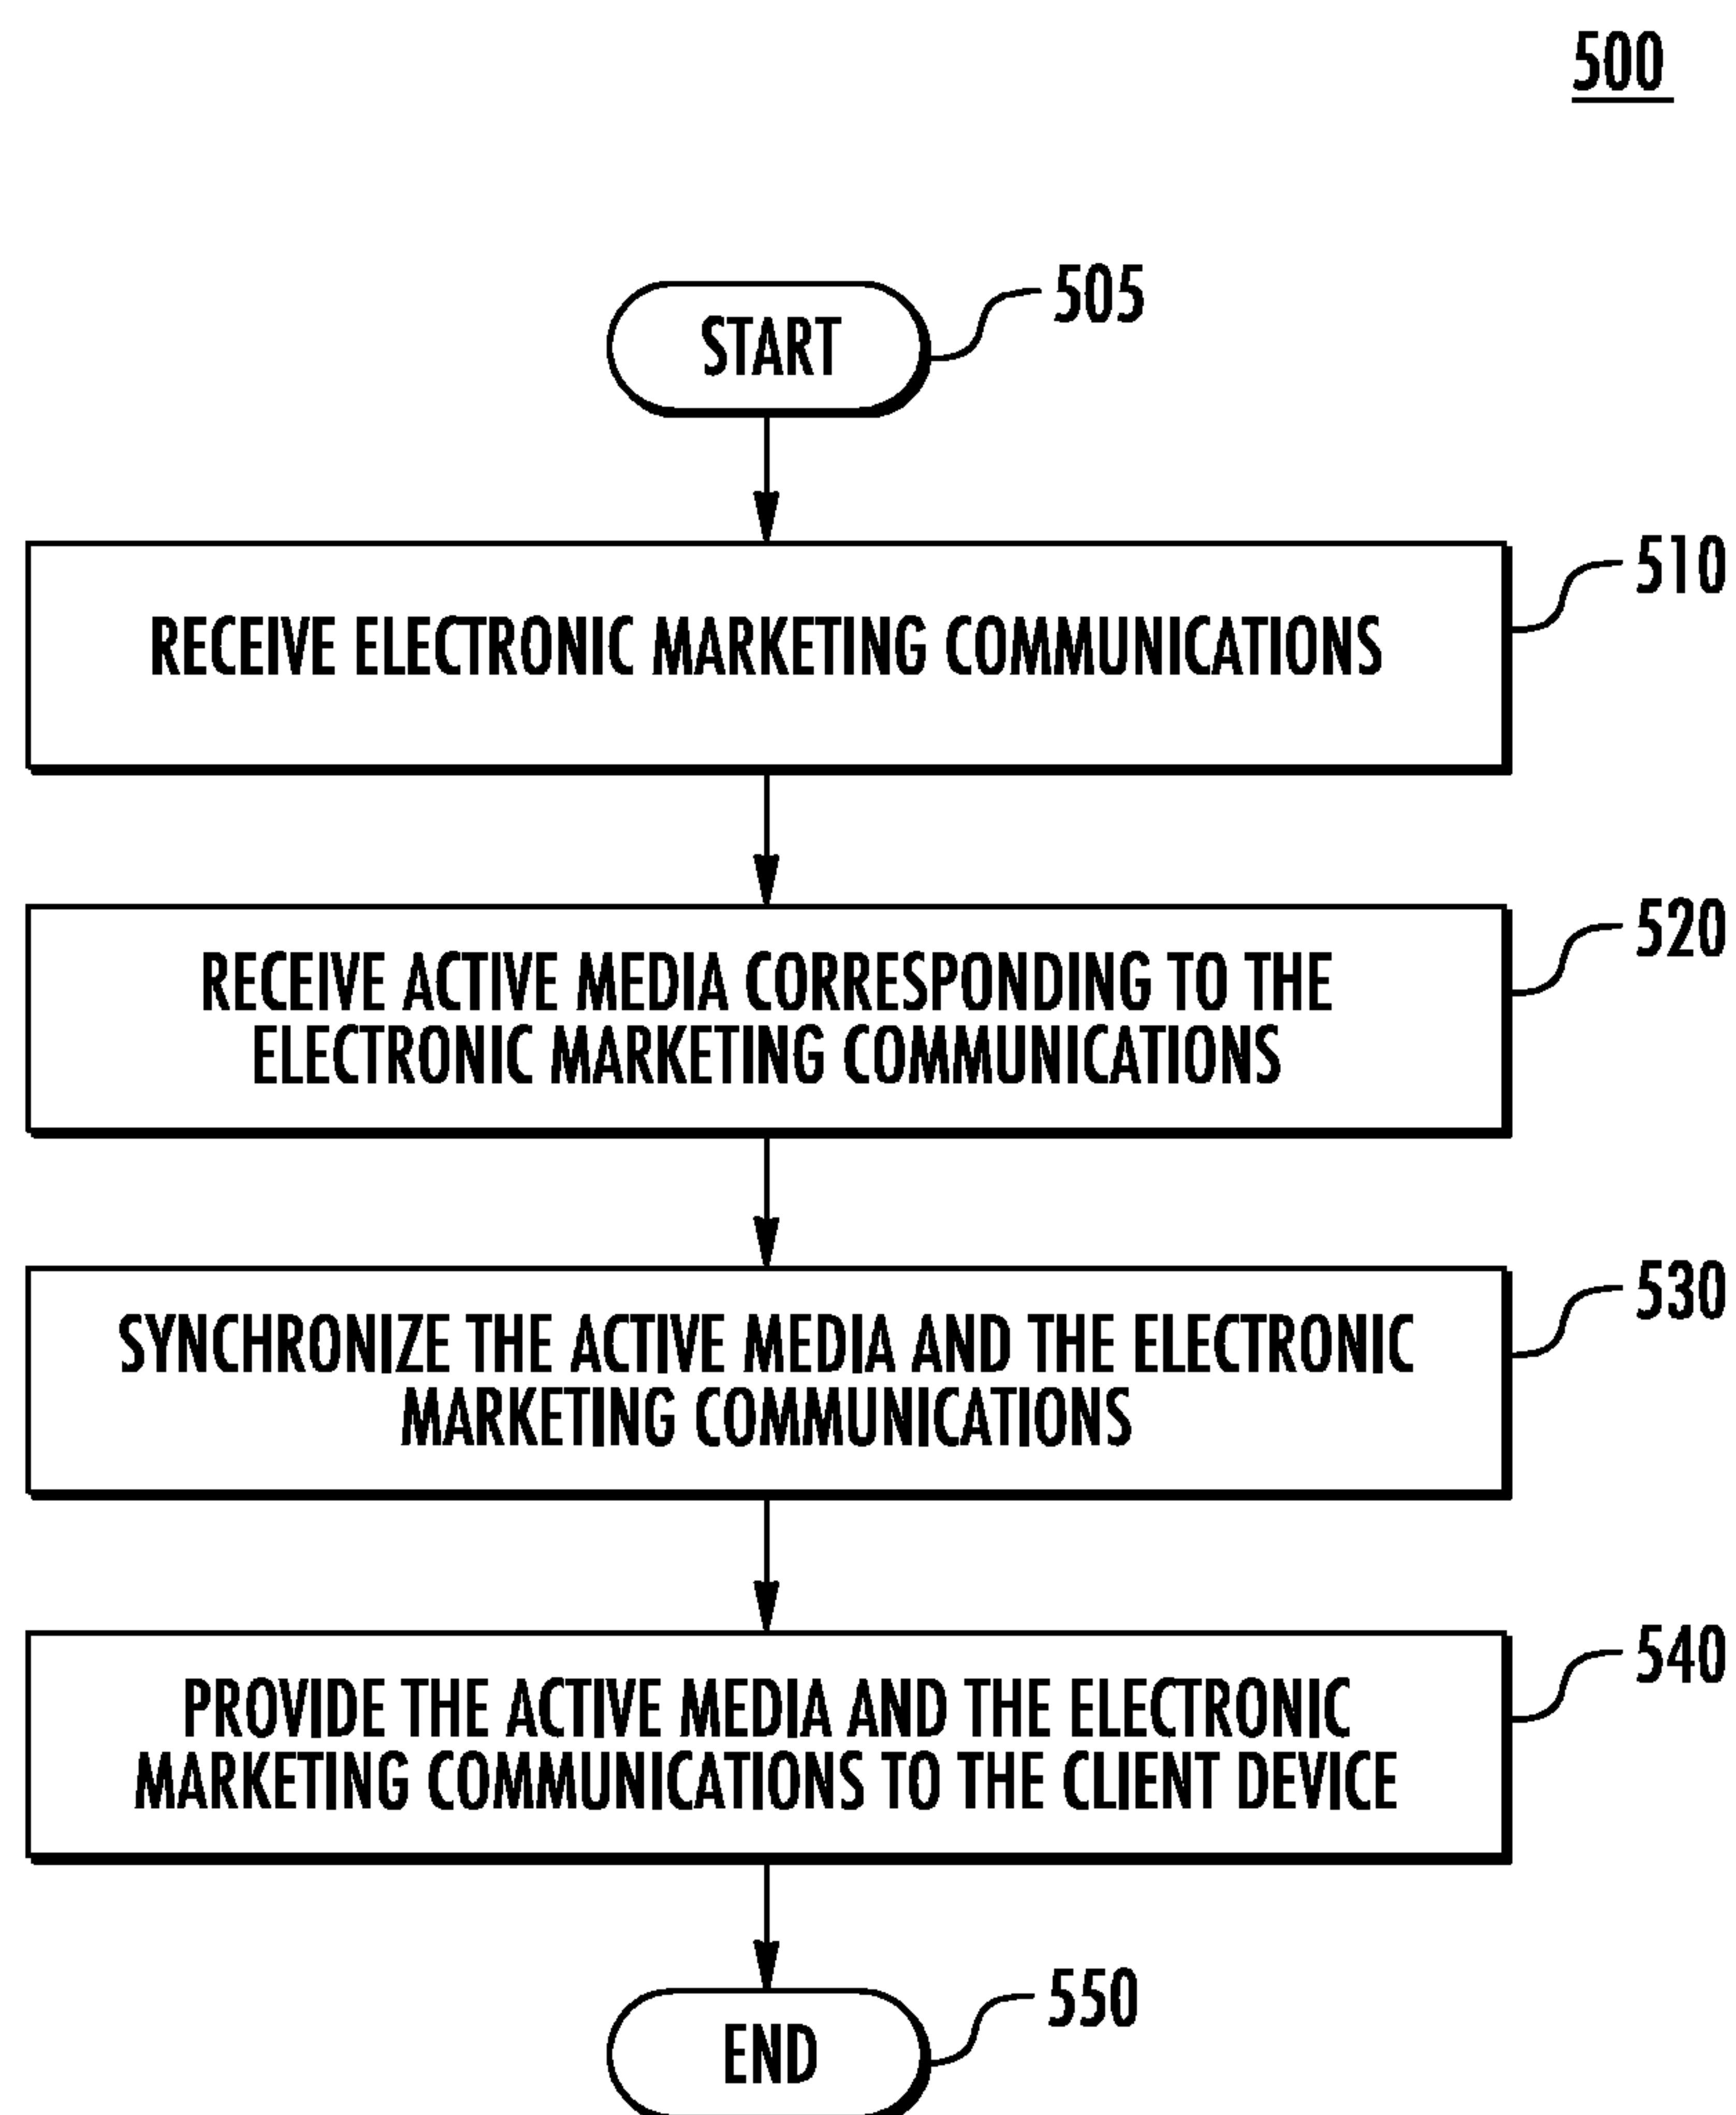 500
START
505
RECEIVE ELECTRONIC MARKETING COMMUNICATIONS
510
RECEIVE ACTIVE MEDIA CORRESPONDING TO THE
ELECTRONIC MARKETING COMMUNICATIONS
520
SYNCHRONIZE THE ACTIVE MEDIA AND THE ELECTRONIC
MARKETING COMMUNICATIONS
530
PROVIDE THE ACTIVE MEDIA AND THE ELECTRONIC
MARKETING COMMUNICATIONS TO THE CLIENT DEVICE
540
END
550